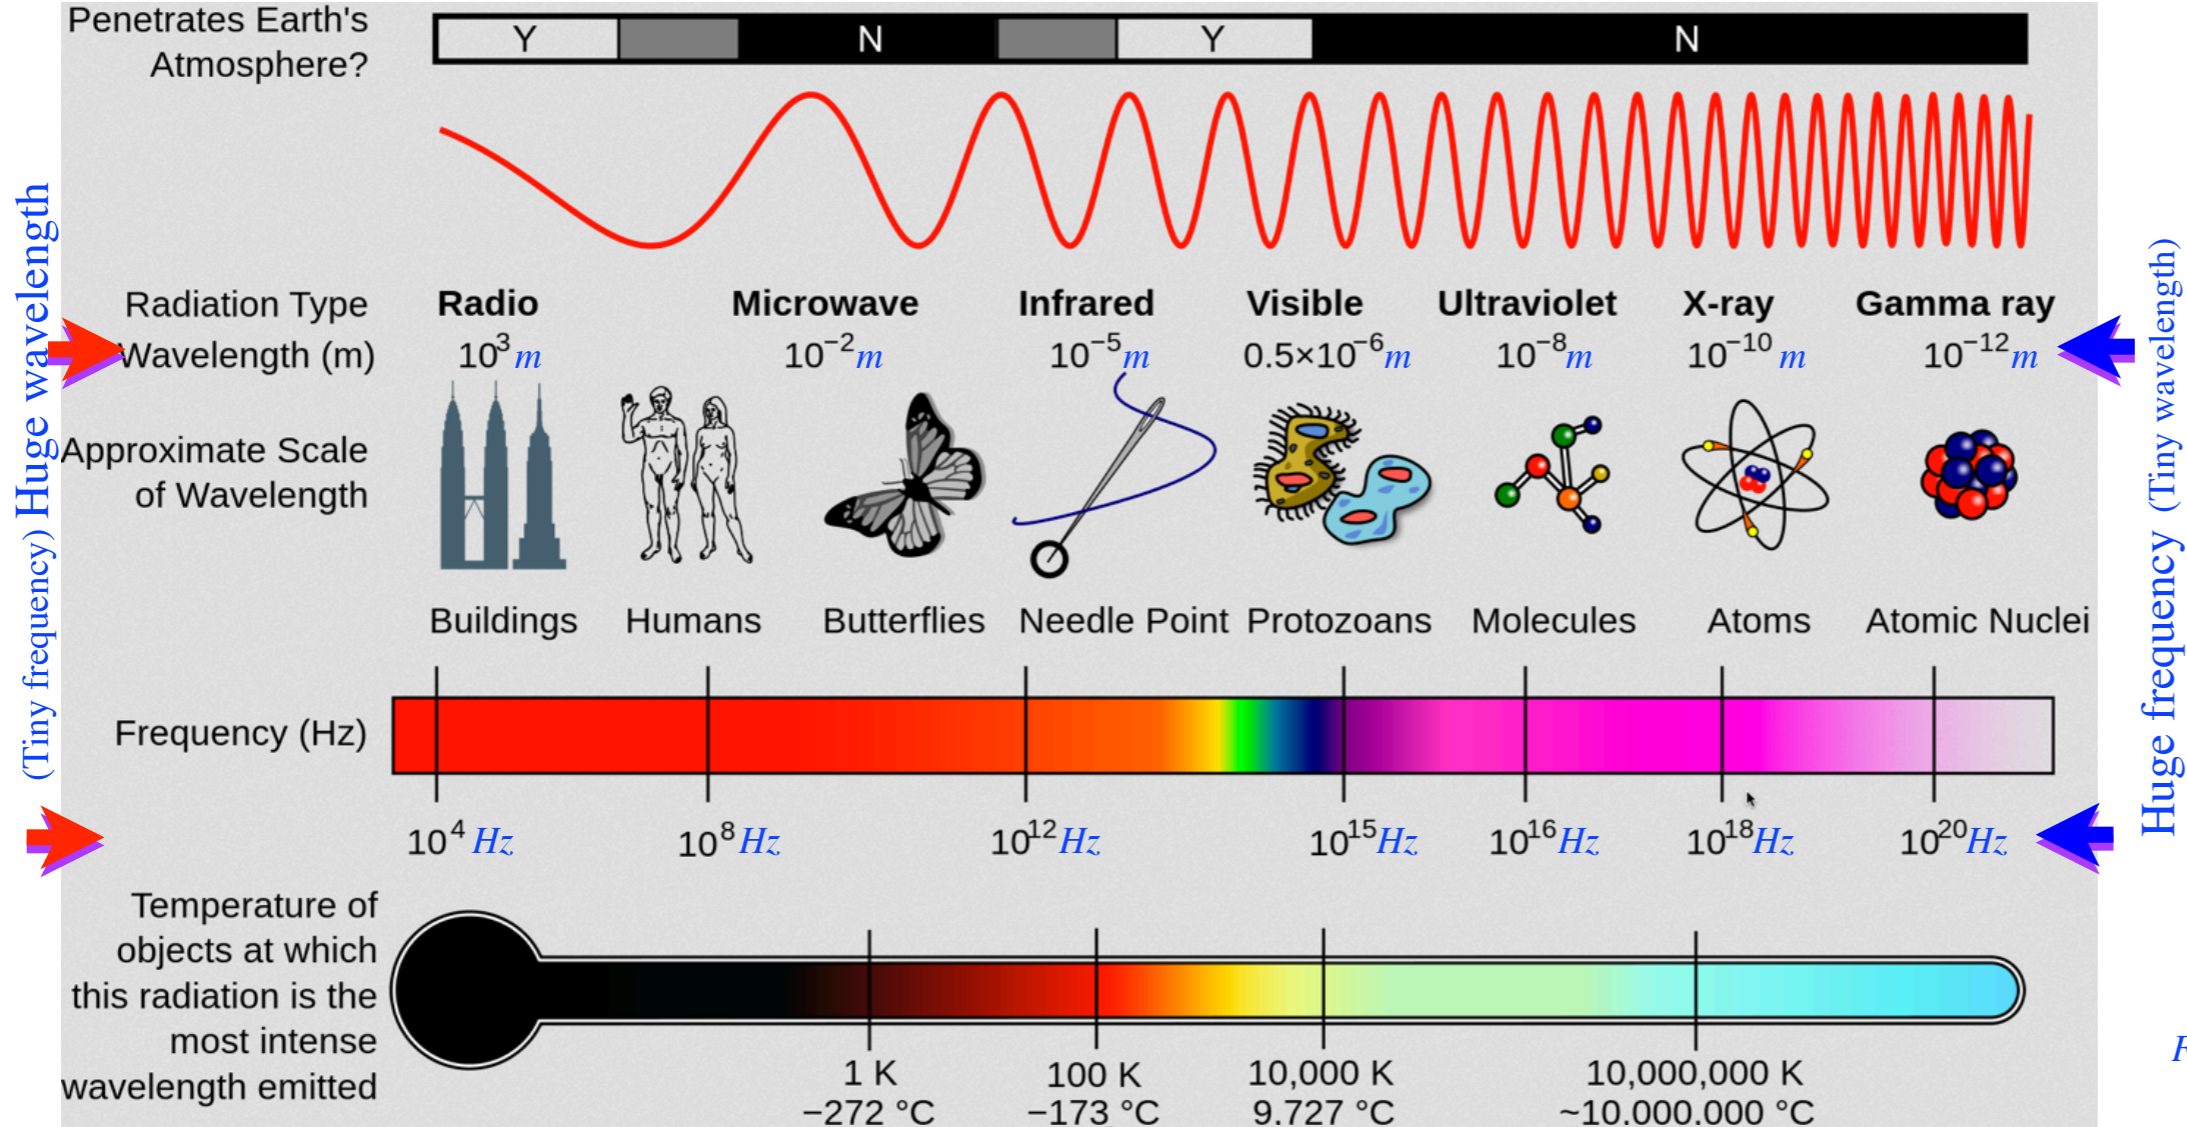 Penetrates Earth's
Atmosphere?
Y N Y N
Radiation Type
Radio Microwave Infrared Visible Ultraviolet X-ray Gamma ray
Wavelength (m)
10³ m 10⁻² m 10⁻⁵ m 0.5×10⁻⁶ m 10⁻⁸ m 10⁻¹⁰ m 10⁻¹² m
Approximate Scale
of Wavelength
Buildings Humans Butterflies Needle Point Protozoans Molecules Atoms Atomic Nuclei
Frequency (Hz)
10⁴ Hz 10⁸ Hz 10¹² Hz 10¹⁵ Hz 10¹⁶ Hz 10¹⁸ Hz 10²⁰ Hz
Temperature of
objects at which
this radiation is the
most intense
wavelength emitted
1 K 100 K 10,000 K 10,000,000 K
−272 °C −173 °C 9,727 °C ~10,000,000 °C
(Tiny frequency) Huge wavelength
Huge frequency (Tiny wavelength)